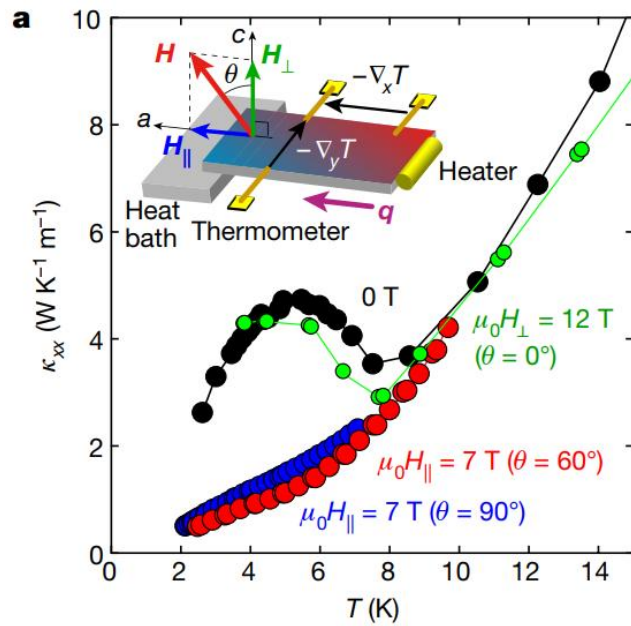 a
10
8
6
4
2
0
κxx (W K⁻¹ m⁻¹)
0
2
4
6
8
10
12
14
T (K)
H
θ
c
H⊥
a
H∥
−∇xT
−∇yT
Heat
bath
Thermometer
Heater
q
0 T
μ₀H⊥ = 12 T
(θ = 0°)
μ₀H∥ = 7 T (θ = 60°)
μ₀H∥ = 7 T (θ = 90°)